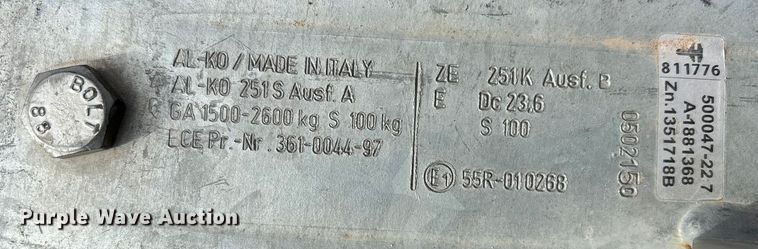 BOLT
88
AL-KO / MADE IN ITALY
AL-KO 251 S Ausf. A
GA 1500-2600 kg S 100 kg
ECE Pr.-Nr. 361-0044-97
ZE 251 K Ausf. B
E Dc 23.6
S 100
E1 55R-010268
0502150
811776
500047-22 7
A-1881368
Zn.1351718B
Purple Wave Auction